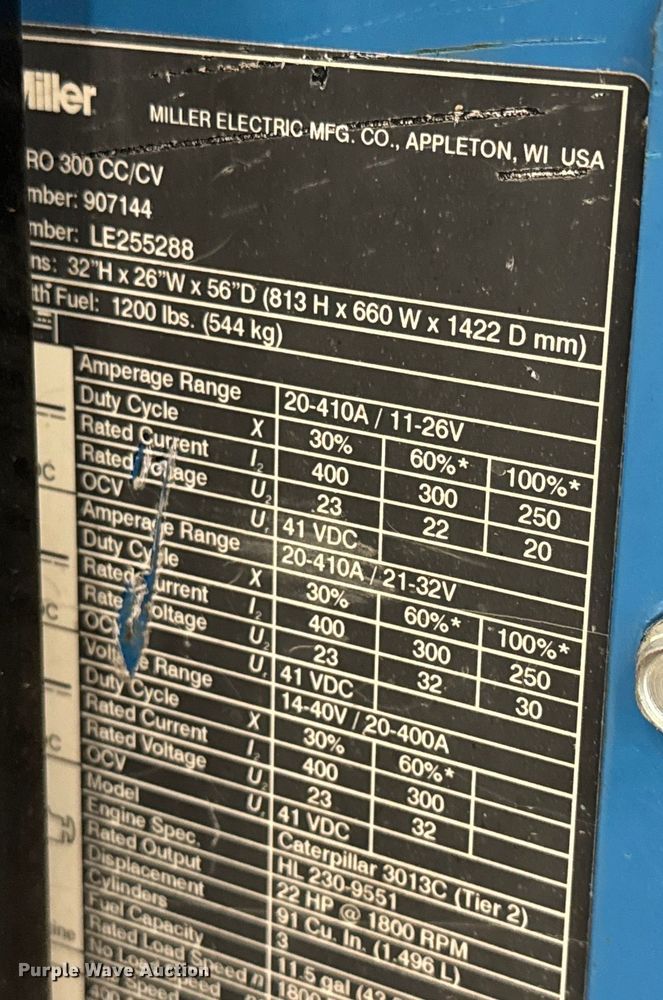 Miller
MILLER ELECTRIC MFG. CO., APPLETON, WI USA
RO 300 CC/CV
mber: 907144
mber: LE255288
ns: 32"H x 26"W x 56"D (813 H x 660 W x 1422 D mm)
th Fuel: 1200 lbs. (544 kg)
Amperage Range 20-410A / 11-26V
Duty Cycle X 30% 60%* 100%*
Rated Current I2 400 300 250
Rated Voltage U2 23 22 20
OCV Ur 41 VDC
Amperage Range 20-410A / 21-32V
Duty Cycle X 30% 60%* 100%*
Rated Current I2 400 300 250
Rated Voltage U2 23 32 30
OCV Ur 41 VDC
Voltage Range 14-40V / 20-400A
Duty Cycle X 30% 60%*
Rated Current I2 400 300
Rated Voltage U2 23 32
OCV Ur 41 VDC
Model Caterpillar 3013C (Tier 2)
Engine Spec. HL 230-9551
Rated Output 22 HP @ 1800 RPM
Displacement 91 Cu. In. (1.496 L)
Cylinders 3
Fuel Capacity 11.5 gal (43.5
Rated Load Speed n 1800
No Load Speed
Purple Wave Auction